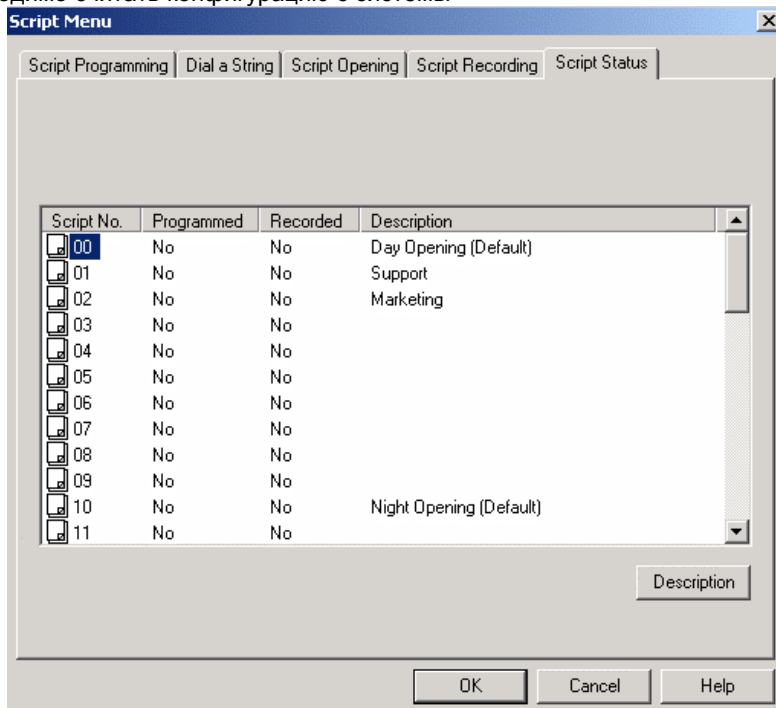 считать конфигурацию с системы.
Script Menu
Script Programming Dial a String Script Opening Script Recording Script Status
Script No. Programmed Recorded Description
00 No No Day Opening (Default)
01 No No Support
02 No No Marketing
03 No No
04 No No
05 No No
06 No No
07 No No
08 No No
09 No No
10 No No Night Opening (Default)
11 No No
Description
OK Cancel Help